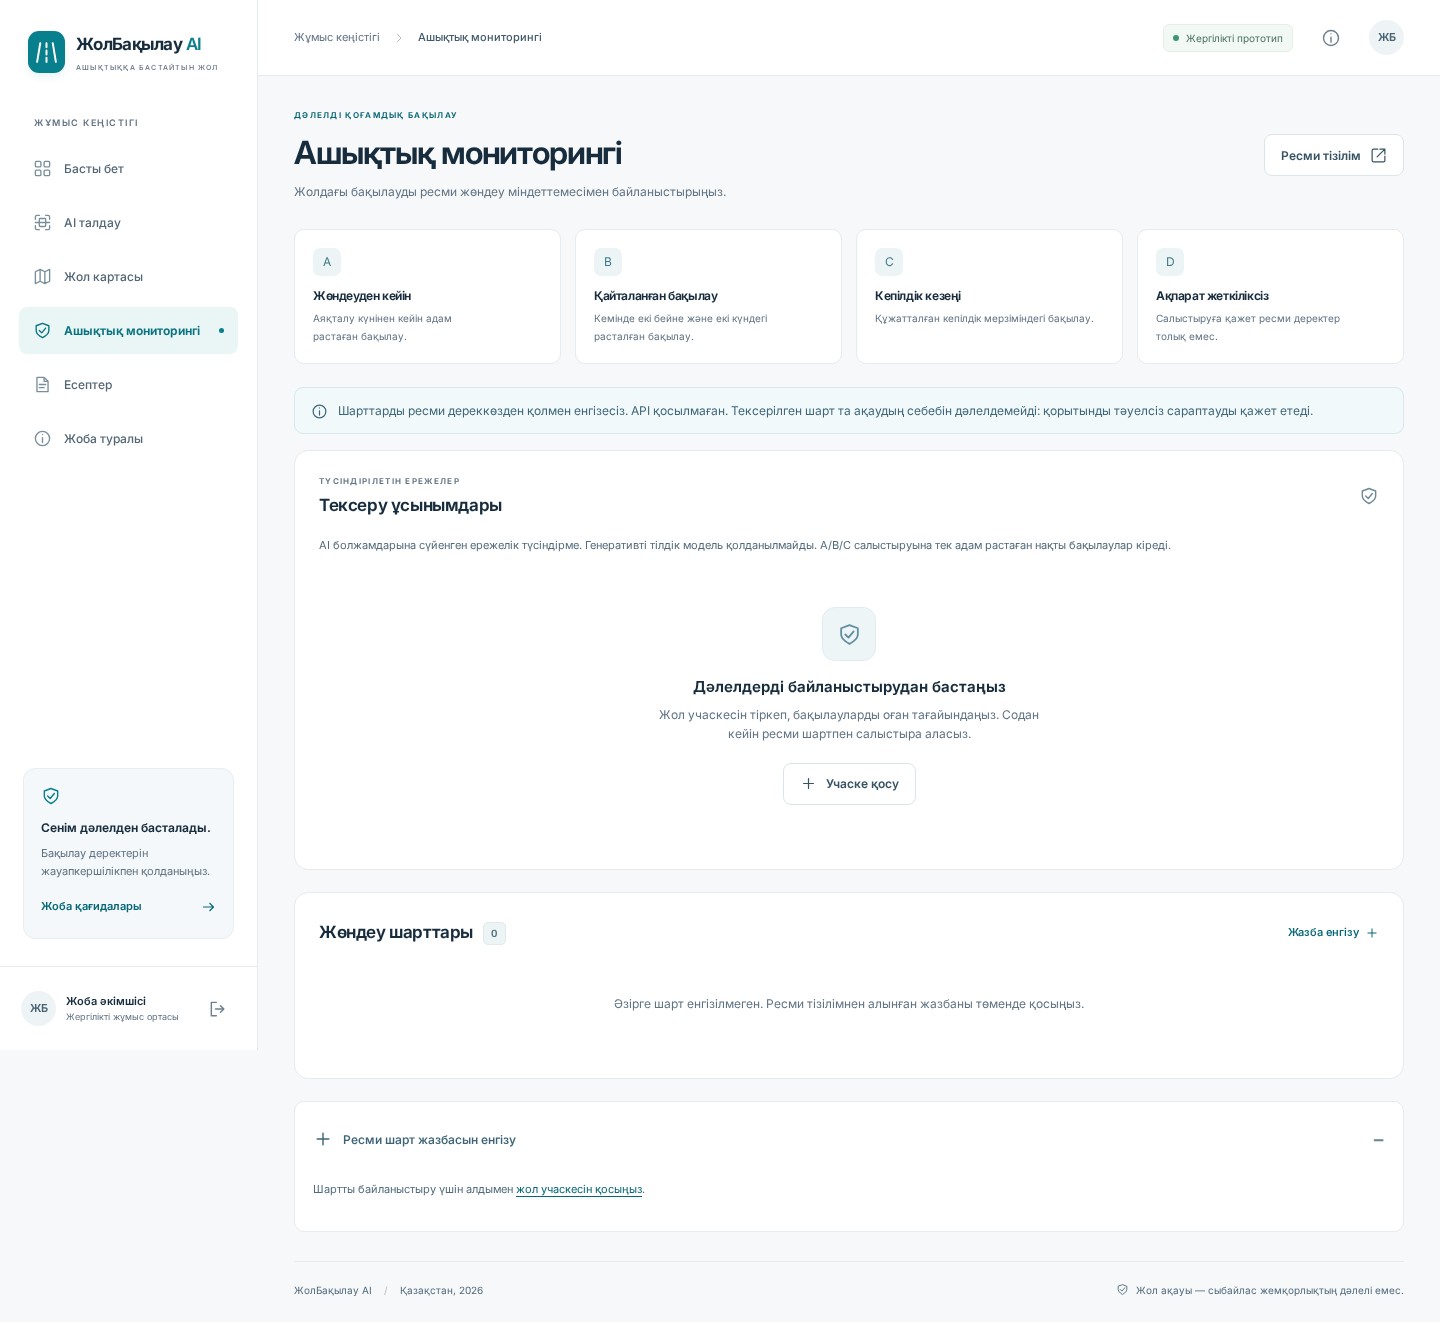 ЖолБақылау AI
АШЫҚТЫҚҚА БАСТАЙТЫН ЖОЛ
ЖҰМЫС КЕҢІСТІГІ
Басты бет
AI талдау
Жол картасы
Ашықтық мониторингі
Есептер
Жоба туралы
Сенім дәлелден басталады.
Бақылау деректерін
жауапкершілікпен қолданыңыз.
Жоба қағидалары
ЖБ
Жоба әкімшісі
Жергілікті жұмыс ортасы
Жұмыс кеңістігі
Ашықтық мониторингі
Жергілікті прототип
ЖБ
ДӘЛЕЛДІ ҚОҒАМДЫҚ БАҚЫЛАУ
Ашықтық мониторингі
Жолдағы бақылауды ресми жөндеу міндеттемесімен байланыстырыңыз.
Ресми тізілім
A
Жөндеуден кейін
Аяқталу күнінен кейін адам
растаған бақылау.
B
Қайталанған бақылау
Кемінде екі бейне және екі күндегі
расталған бақылау.
C
Кепілдік кезеңі
Құжатталған кепілдік мерзіміндегі бақылау.
D
Ақпарат жеткіліксіз
Салыстыруға қажет ресми деректер
толық емес.
Шарттарды ресми дереккөзден қолмен енгізесіз. API қосылмаған. Тексерілген шарт та ақаудың себебін дәлелдемейді: қорытынды тәуелсіз сараптауды қажет етеді.
ТҮСІНДІРІЛЕТІН ЕРЕЖЕЛЕР
Тексеру ұсынымдары
AI болжамдарына сүйенген ережелік түсіндірме. Генеративті тілдік модель қолданылмайды. A/B/C салыстыруына тек адам растаған нақты бақылаулар кіреді.
Дәлелдерді байланыстырудан бастаңыз
Жол учаскесін тіркеп, бақылауларды оған тағайындаңыз. Содан
кейін ресми шартпен салыстыра аласыз.
Учаске қосу
Жөндеу шарттары
0
Жазба енгізу
Әзірге шарт енгізілмеген. Ресми тізілімнен алынған жазбаны төменде қосыңыз.
Ресми шарт жазбасын енгізу
Шартты байланыстыру үшін алдымен жол учаскесін қосыңыз.
ЖолБақылау AI / Қазақстан, 2026
Жол ақауы — сыбайлас жемқорлықтың дәлелі емес.